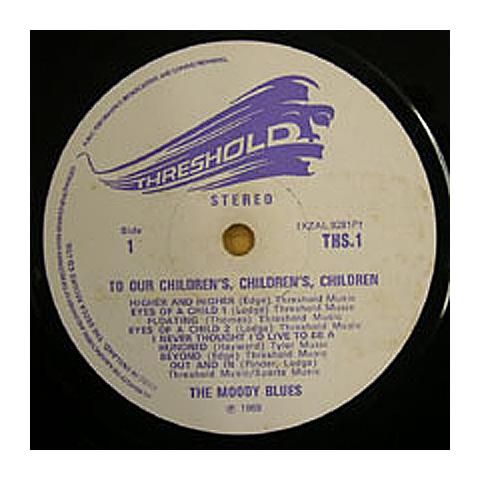 THRESHOLD
STEREO
Side
1
THS.1
TO OUR CHILDREN'S, CHILDREN'S, CHILDREN
HIGHER AND HIGHER (Edge) Threshold Music
EYES OF A CHILD 1 (Lodge) Threshold Music
FLOATING (Thomas) Threshold Music
EYES OF A CHILD 2 (Lodge) Threshold Music
I NEVER THOUGHT I'D LIVE TO BE A
HUNDRED (Hayward) Tyler Music
BEYOND (Edge) Threshold Music
OUT AND IN (Pinder, Lodge)
Threshold Music/Sparta Music
THE MOODY BLUES
℗ 1969